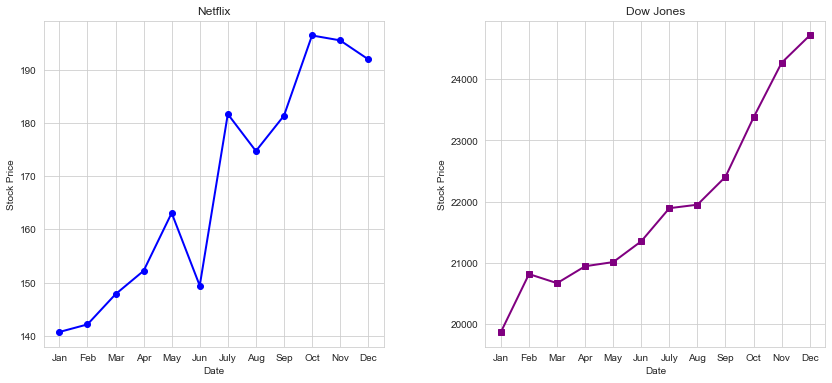 Netflix
Stock Price
190
180
170
160
150
140
Jan Feb Mar Apr May Jun July Aug Sep Oct Nov Dec
Date
Dow Jones
Stock Price
24000
23000
22000
21000
20000
Jan Feb Mar Apr May Jun July Aug Sep Oct Nov Dec
Date